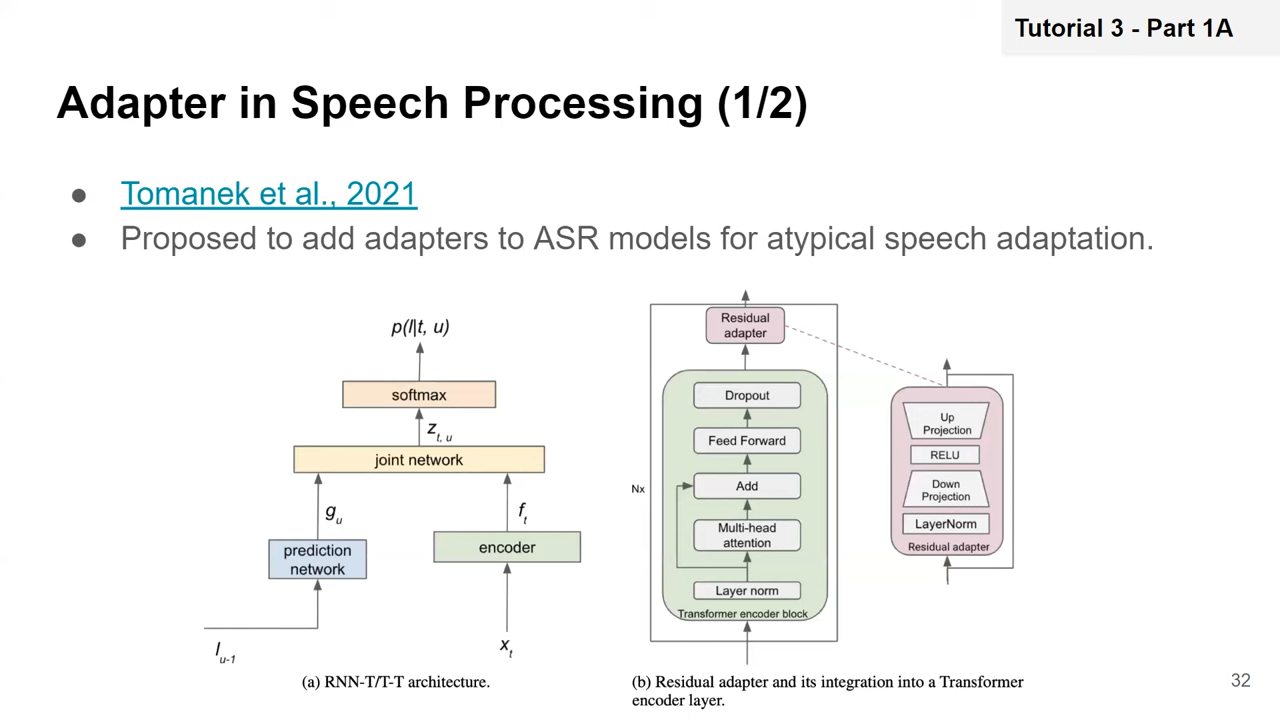 Tutorial 3 - Part 1A
Adapter in Speech Processing (1/2)
● Tomanek et al., 2021
● Proposed to add adapters to ASR models for atypical speech adaptation.
p(l|t, u)
softmax
z t, u
joint network
g u
f t
prediction
network
encoder
l u-1
x t
(a) RNN-T/T-T architecture.
Residual
adapter
Dropout
Feed Forward
Add
Nx
Multi-head
attention
Layer norm
Transformer encoder block
Up
Projection
RELU
Down
Projection
LayerNorm
Residual adapter
(b) Residual adapter and its integration into a Transformer
encoder layer.
32